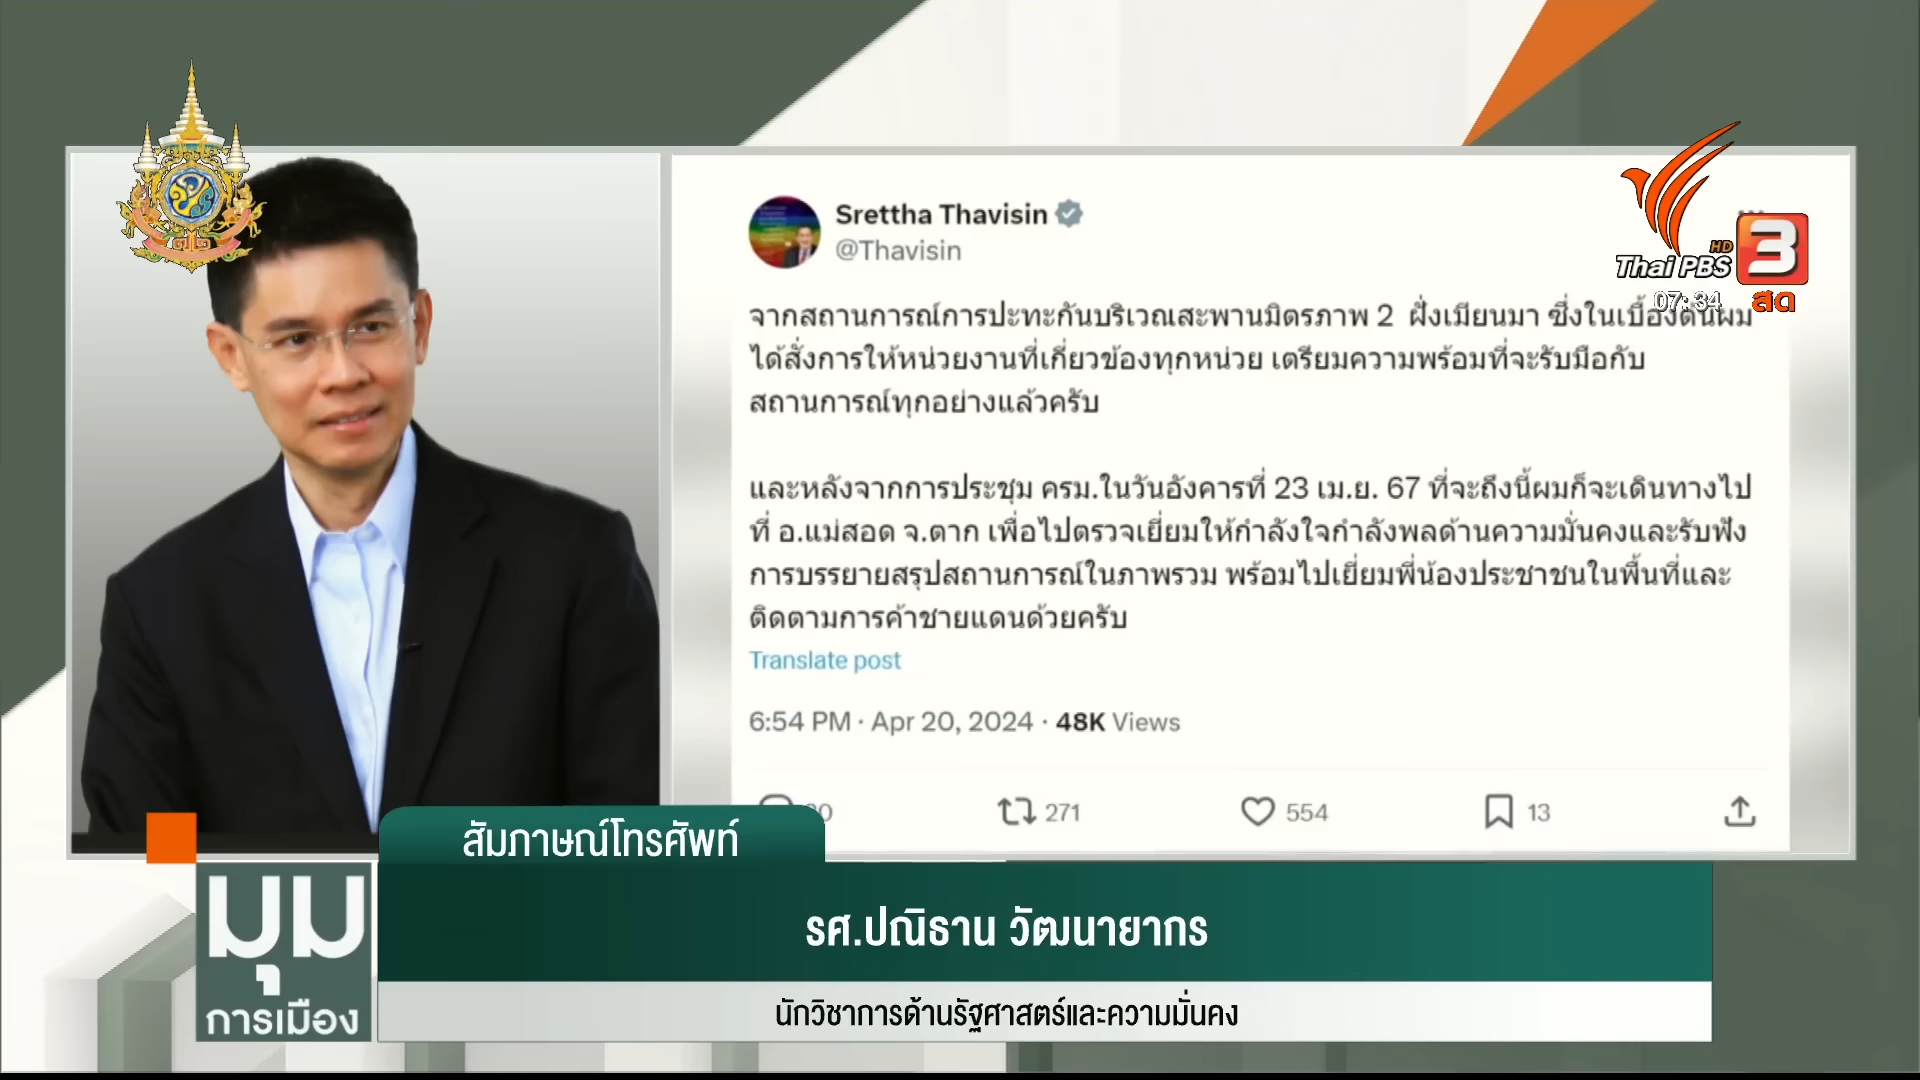 Srettha Thavisin
@Thavisin
HD
Thai PBS
3
07:34
สด
จากสถานการณ์การปะทะกันบริเวณสะพานมิตรภาพ 2 ฝั่งเมียนมา ซึ่งในเบื้องต้นผม
ได้สั่งการให้หน่วยงานที่เกี่ยวข้องทุกหน่วย เตรียมความพร้อมที่จะรับมือกับ
สถานการณ์ทุกอย่างแล้วครับ
และหลังจากการประชุม ครม.ในวันอังคารที่ 23 เม.ย. 67 ที่จะถึงนี้ผมก็จะเดินทางไป
ที่ อ.แม่สอด จ.ตาก เพื่อไปตรวจเยี่ยมให้กำลังใจกำลังพลด้านความมั่นคงและรับฟัง
การบรรยายสรุปสถานการณ์ในภาพรวม พร้อมไปเยี่ยมพี่น้องประชาชนในพื้นที่และ
ติดตามการค้าชายแดนด้วยครับ
Translate post
6:54 PM · Apr 20, 2024 · 48K Views
271 554 13
สัมภาษณ์โทรศัพท์
มุม
การเมือง
รศ.ปณิธาน วัฒนายากร
นักวิชาการด้านรัฐศาสตร์และความมั่นคง